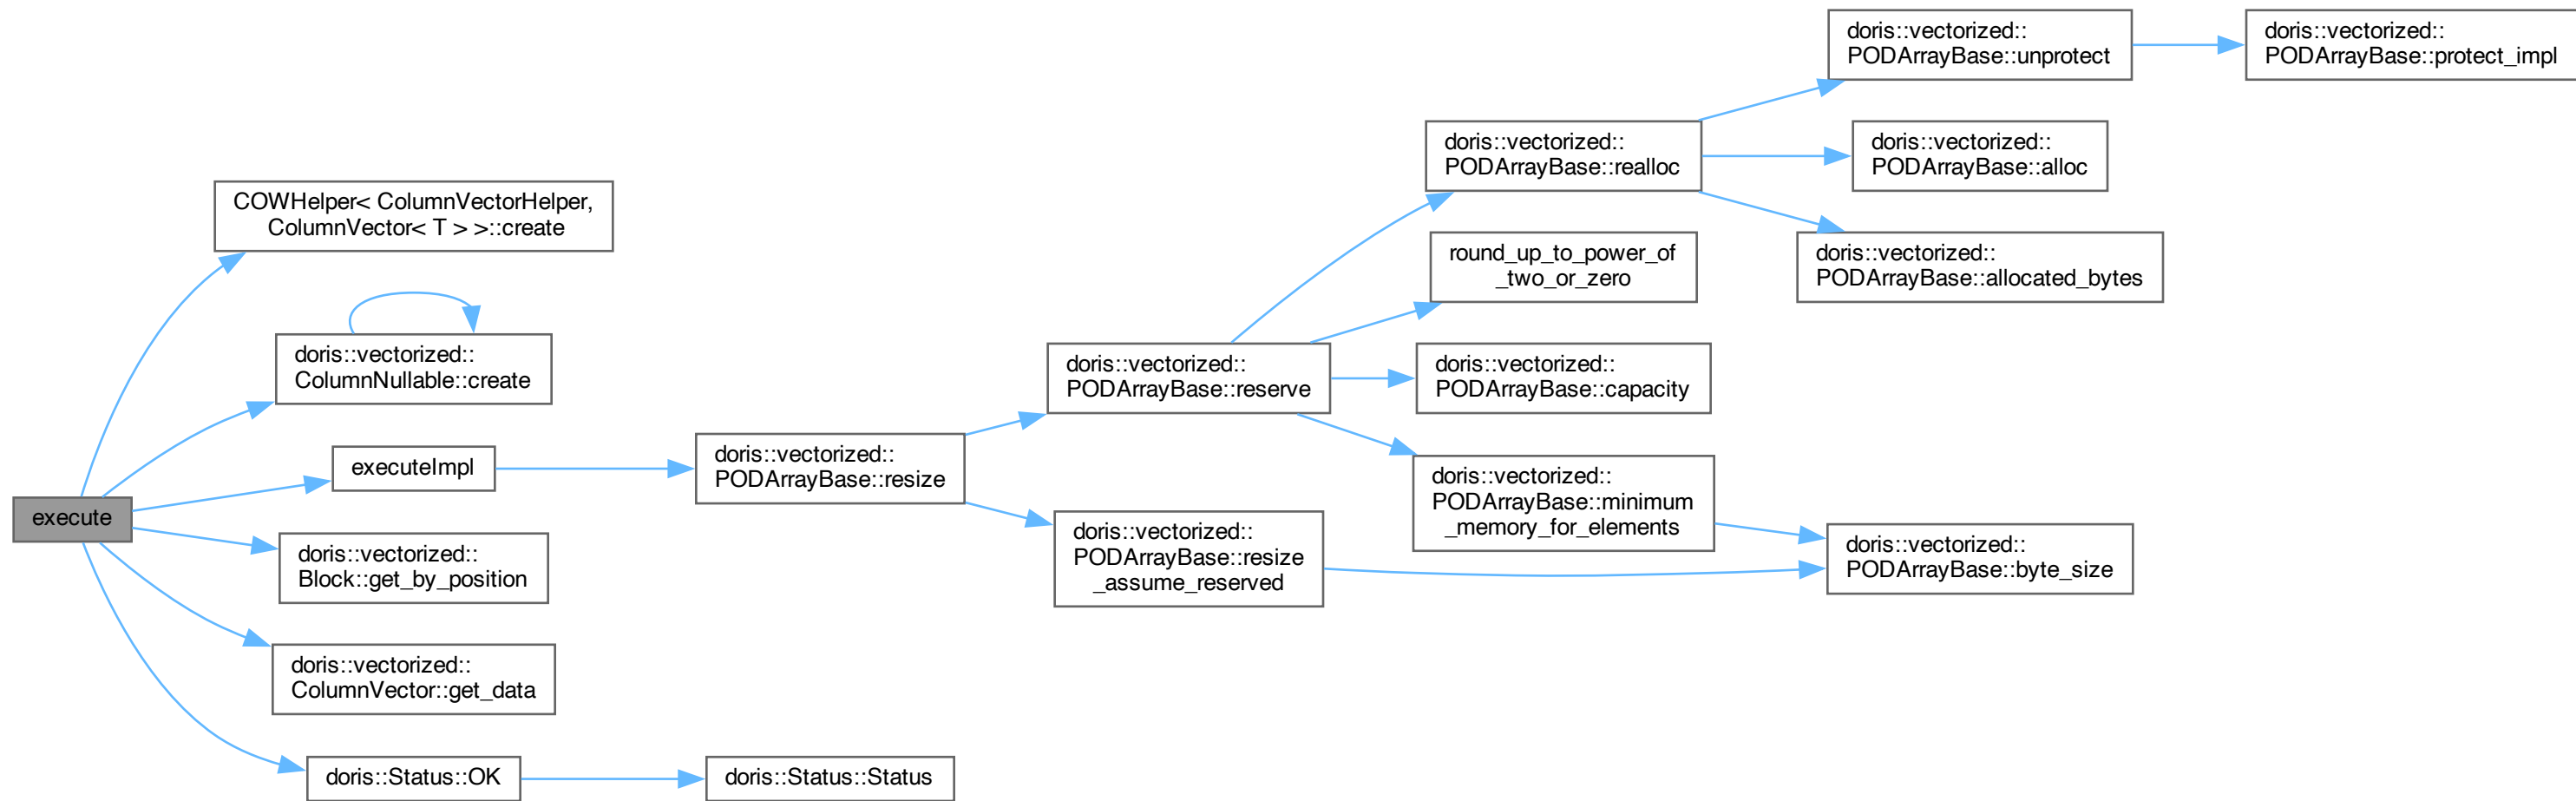 execute
COWHelper< ColumnVectorHelper,
ColumnVector< T > >::create
doris::vectorized::
ColumnNullable::create
executeImpl
doris::vectorized::
Block::get_by_position
doris::vectorized::
ColumnVector::get_data
doris::Status::OK
doris::Status::Status
doris::vectorized::
PODArrayBase::resize
doris::vectorized::
PODArrayBase::reserve
doris::vectorized::
PODArrayBase::resize
_assume_reserved
doris::vectorized::
PODArrayBase::realloc
round_up_to_power_of
_two_or_zero
doris::vectorized::
PODArrayBase::capacity
doris::vectorized::
PODArrayBase::minimum
_memory_for_elements
doris::vectorized::
PODArrayBase::unprotect
doris::vectorized::
PODArrayBase::alloc
doris::vectorized::
PODArrayBase::allocated_bytes
doris::vectorized::
PODArrayBase::byte_size
doris::vectorized::
PODArrayBase::protect_impl